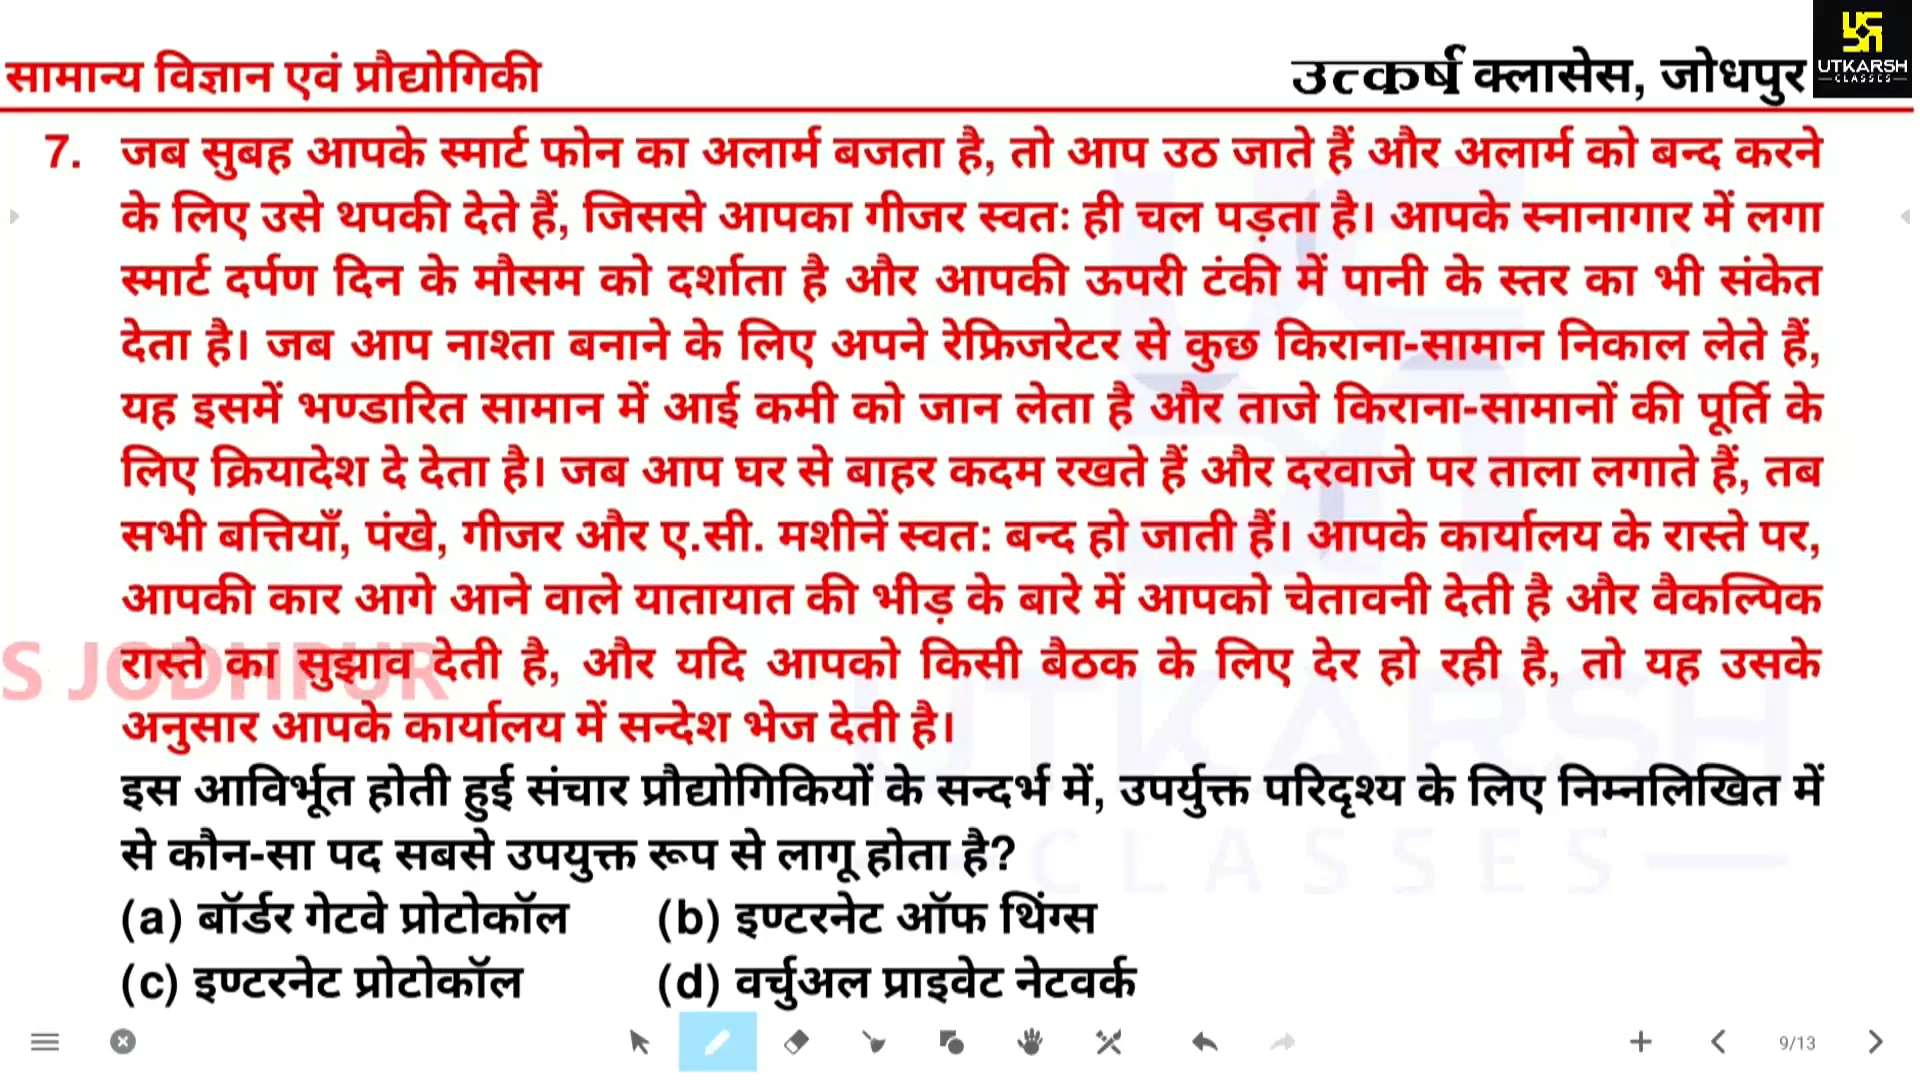 सामान्य विज्ञान एवं प्रौद्योगिकी
उत्कर्ष क्लासेस, जोधपुर
UTKARSH
CLASSES
7. जब सुबह आपके स्मार्ट फोन का अलार्म बजता है, तो आप उठ जाते हैं और अलार्म को बन्द करने
के लिए उसे थपकी देते हैं, जिससे आपका गीजर स्वतः ही चल पड़ता है। आपके स्नानागार में लगा
स्मार्ट दर्पण दिन के मौसम को दर्शाता है और आपकी ऊपरी टंकी में पानी के स्तर का भी संकेत
देता है। जब आप नाश्ता बनाने के लिए अपने रेफ्रिजरेटर से कुछ किराना-सामान निकाल लेते हैं,
यह इसमें भण्डारित सामान में आई कमी को जान लेता है और ताजे किराना-सामानों की पूर्ति के
लिए क्रियादेश दे देता है। जब आप घर से बाहर कदम रखते हैं और दरवाजे पर ताला लगाते हैं, तब
सभी बत्तियाँ, पंखे, गीजर और ए.सी. मशीनें स्वत: बन्द हो जाती हैं। आपके कार्यालय के रास्ते पर,
आपकी कार आगे आने वाले यातायात की भीड़ के बारे में आपको चेतावनी देती है और वैकल्पिक
रास्ते का सुझाव देती है, और यदि आपको किसी बैठक के लिए देर हो रही है, तो यह उसके
अनुसार आपके कार्यालय में सन्देश भेज देती है।
S JODHPUR
UTKARSH
CLASSES
इस आविर्भूत होती हुई संचार प्रौद्योगिकियों के सन्दर्भ में, उपर्युक्त परिदृश्य के लिए निम्नलिखित में
से कौन-सा पद सबसे उपयुक्त रूप से लागू होता है?
(a) बॉर्डर गेटवे प्रोटोकॉल (b) इण्टरनेट ऑफ थिंग्स
(c) इण्टरनेट प्रोटोकॉल (d) वर्चुअल प्राइवेट नेटवर्क
9/13